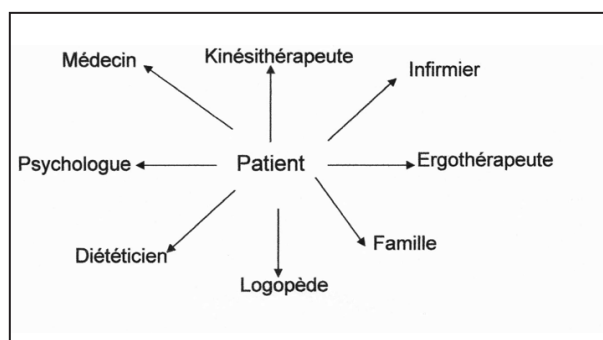 Médecin
Kinésithérapeute
Infirmier
Psychologue
Patient
Ergothérapeute
Diététicien
Famille
Logopède